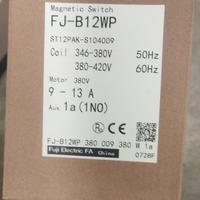 Magnetic Switch
FJ-B12WP
ST12PAK-S104009
Coil 346-380V 50Hz
380-420V 60Hz
Motor 380V
9 - 13 A
Aux 1a(1NO)
FJ-B12WP 380 009 380 W 1a
Fuji Electric FA China 0728F